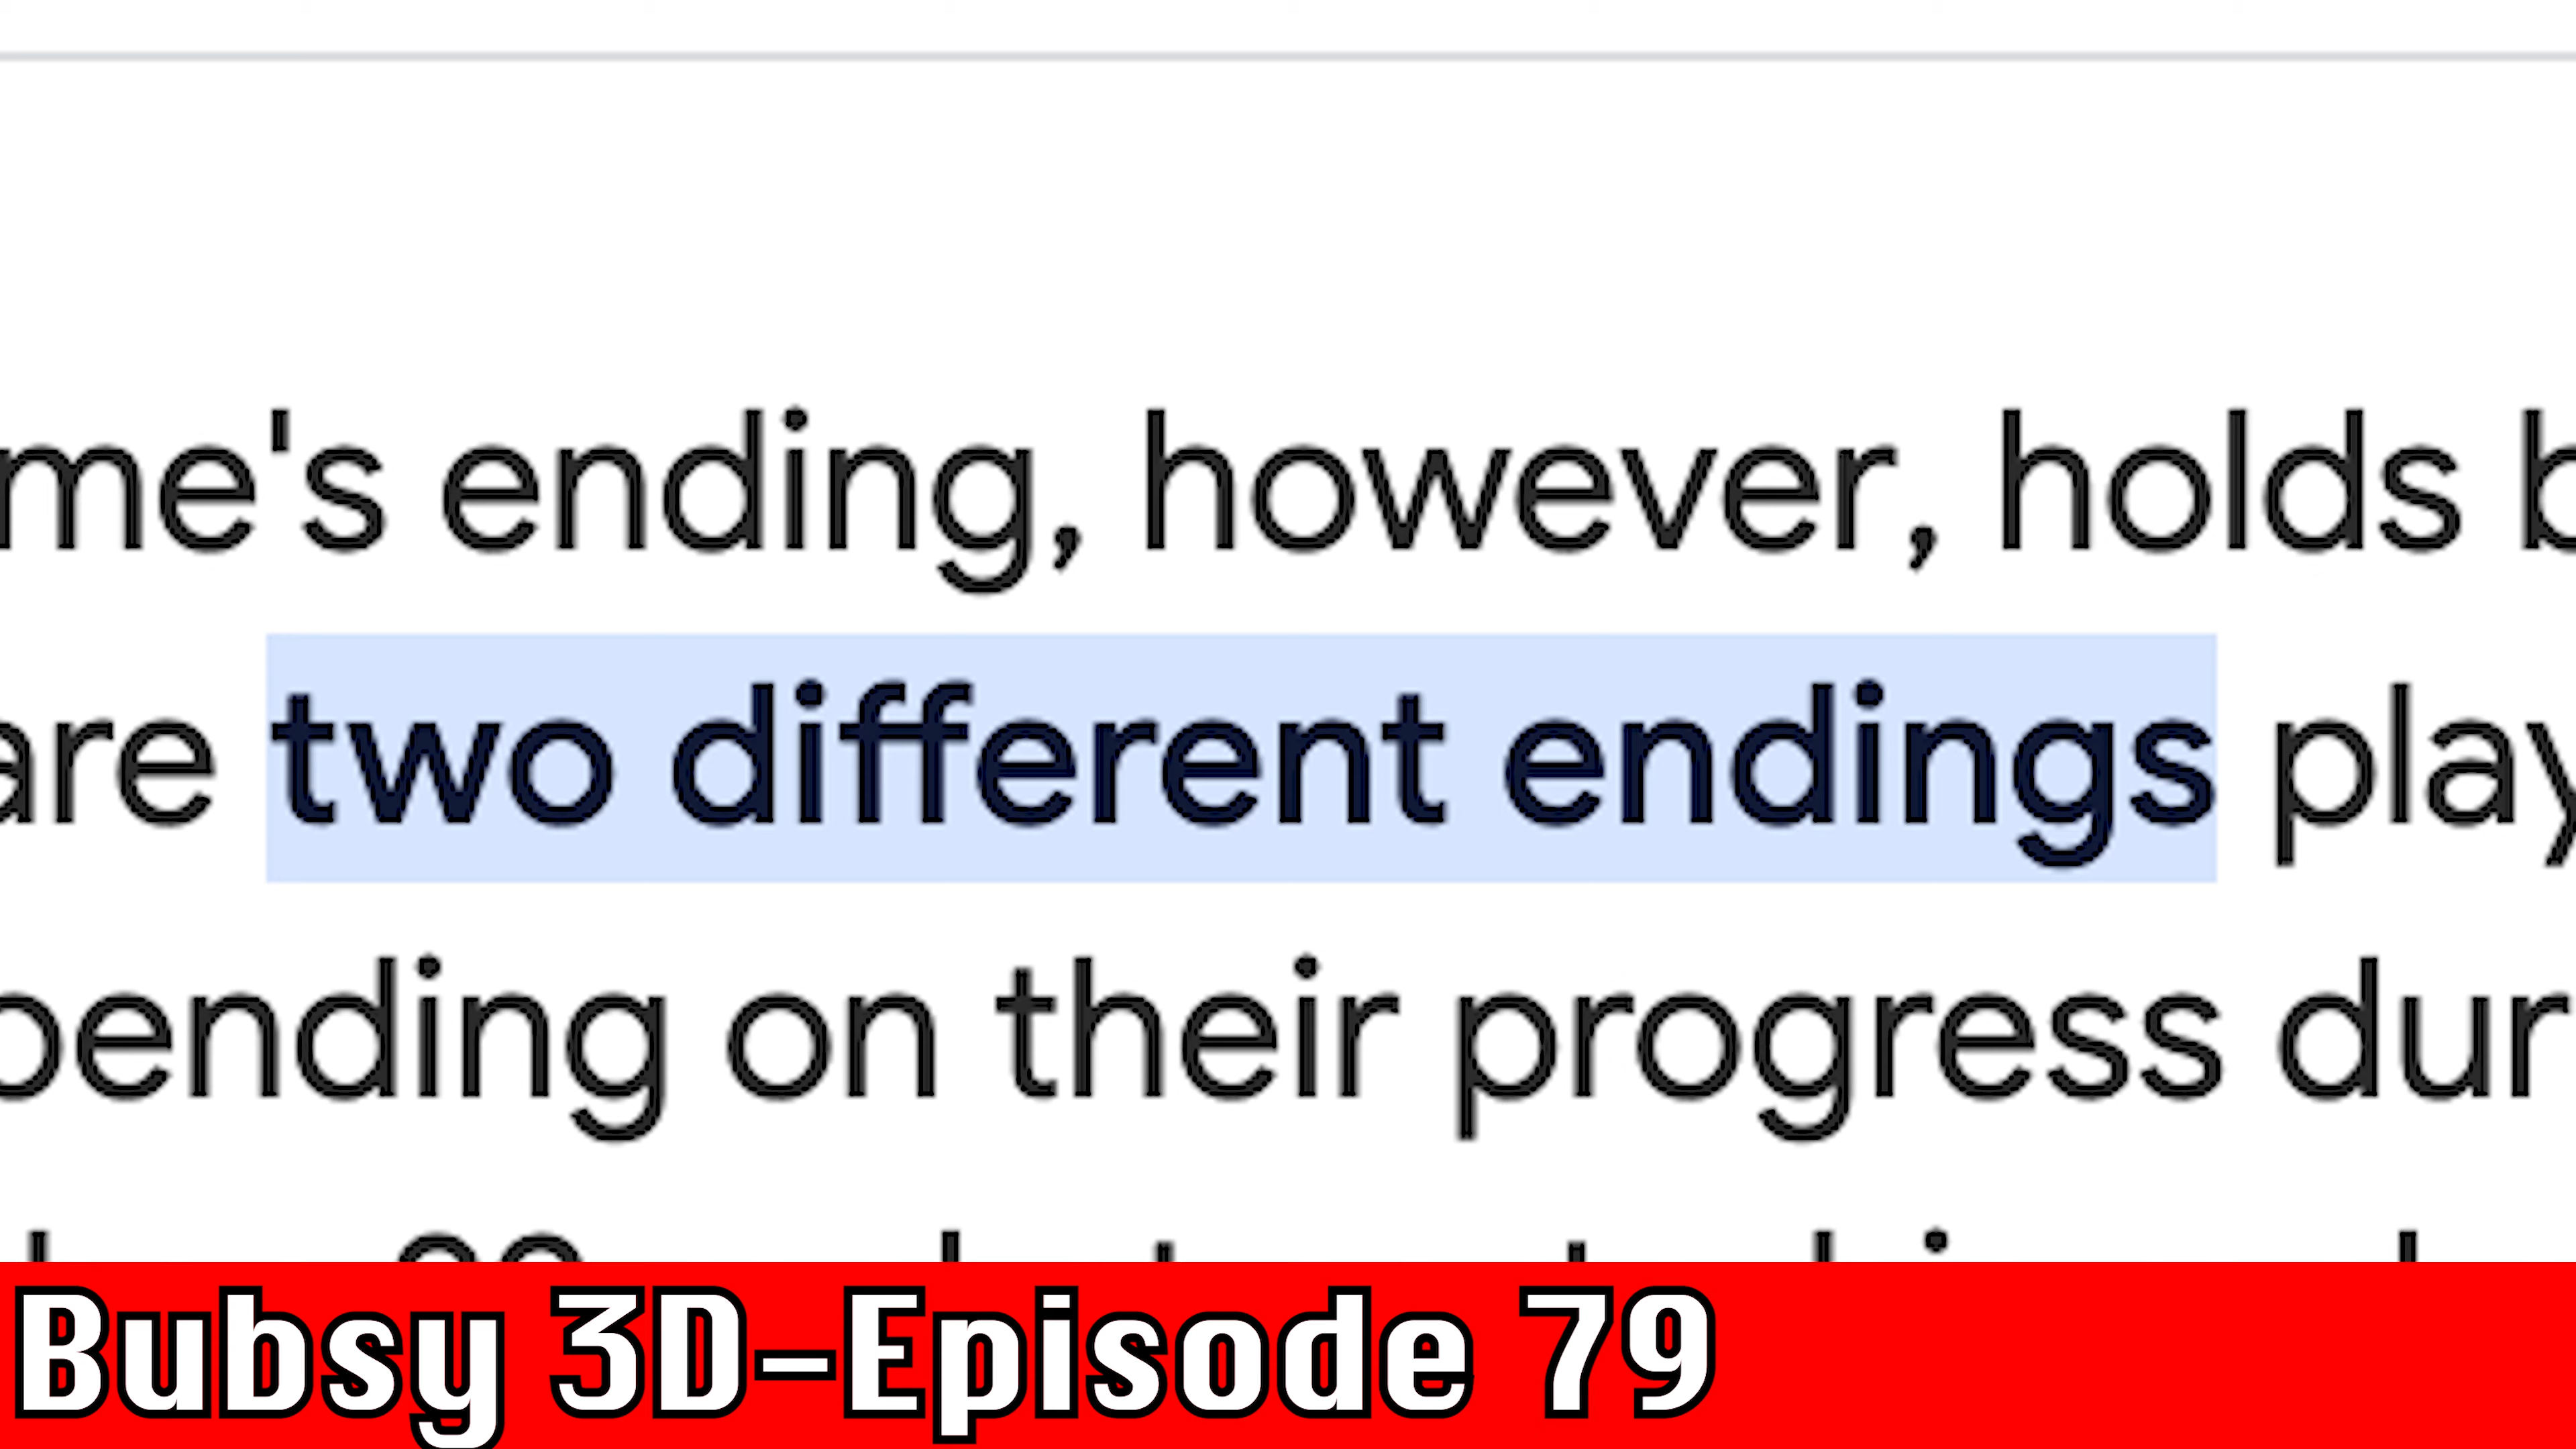 me's ending, however, holds b
are two different endings play
pending on their progress dur
Bubsy 3D-Episode 79